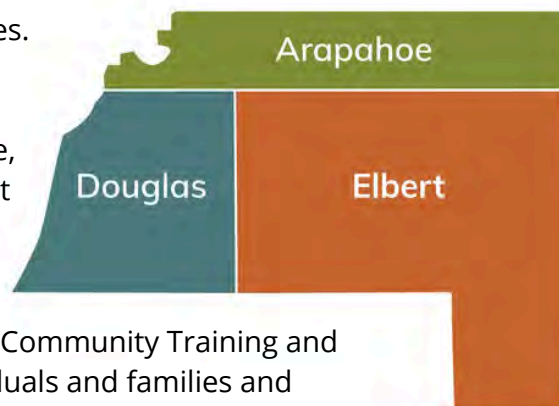 es.
Arapahoe
e,
t
Douglas
Elbert
Community Training and
duals and families and